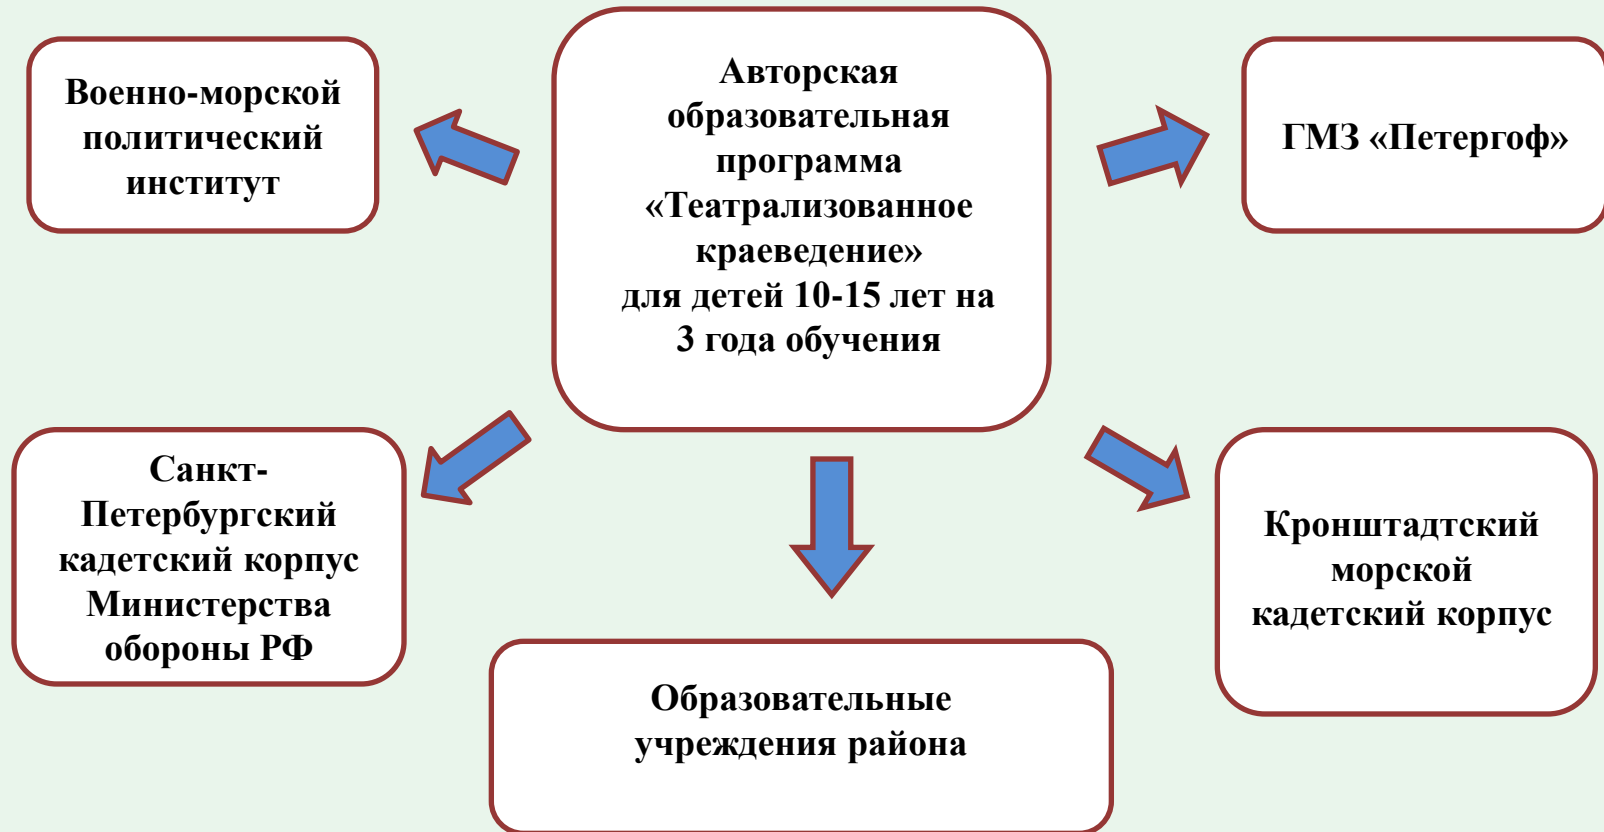 Военно-морской
политический
институт
Авторская
образовательная
программа
«Театрализованное
краеведение»
для детей 10-15 лет на
3 года обучения
ГМЗ «Петергоф»
Санкт-
Петербургский
кадетский корпус
Министерства
обороны РФ
Образовательные
учреждения района
Кронштадтский
морской
кадетский корпус